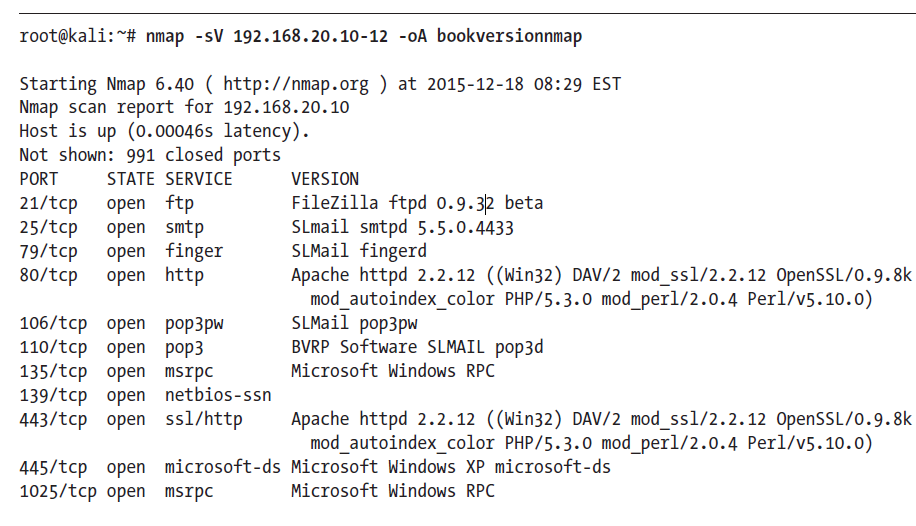 root@kali:~# nmap -sV 192.168.20.10-12 -oA bookversionnmap
Starting Nmap 6.40 ( http://nmap.org ) at 2015-12-18 08:29 EST
Nmap scan report for 192.168.20.10
Host is up (0.00046s latency).
Not shown: 991 closed ports
PORT STATE SERVICE VERSION
21/tcp open ftp FileZilla ftpd 0.9.32 beta
25/tcp open smtp SLmail smtpd 5.5.0.4433
79/tcp open finger SLMail fingerd
80/tcp open http Apache httpd 2.2.12 ((Win32) DAV/2 mod_ssl/2.2.12 OpenSSL/0.9.8k
mod_autoindex_color PHP/5.3.0 mod_perl/2.0.4 Perl/v5.10.0)
106/tcp open pop3pw SLMail pop3pw
110/tcp open pop3 BVRP Software SLMAIL pop3d
135/tcp open msrpc Microsoft Windows RPC
139/tcp open netbios-ssn
443/tcp open ssl/http Apache httpd 2.2.12 ((Win32) DAV/2 mod_ssl/2.2.12 OpenSSL/0.9.8k
mod_autoindex_color PHP/5.3.0 mod_perl/2.0.4 Perl/v5.10.0)
445/tcp open microsoft-ds Microsoft Windows XP microsoft-ds
1025/tcp open msrpc Microsoft Windows RPC